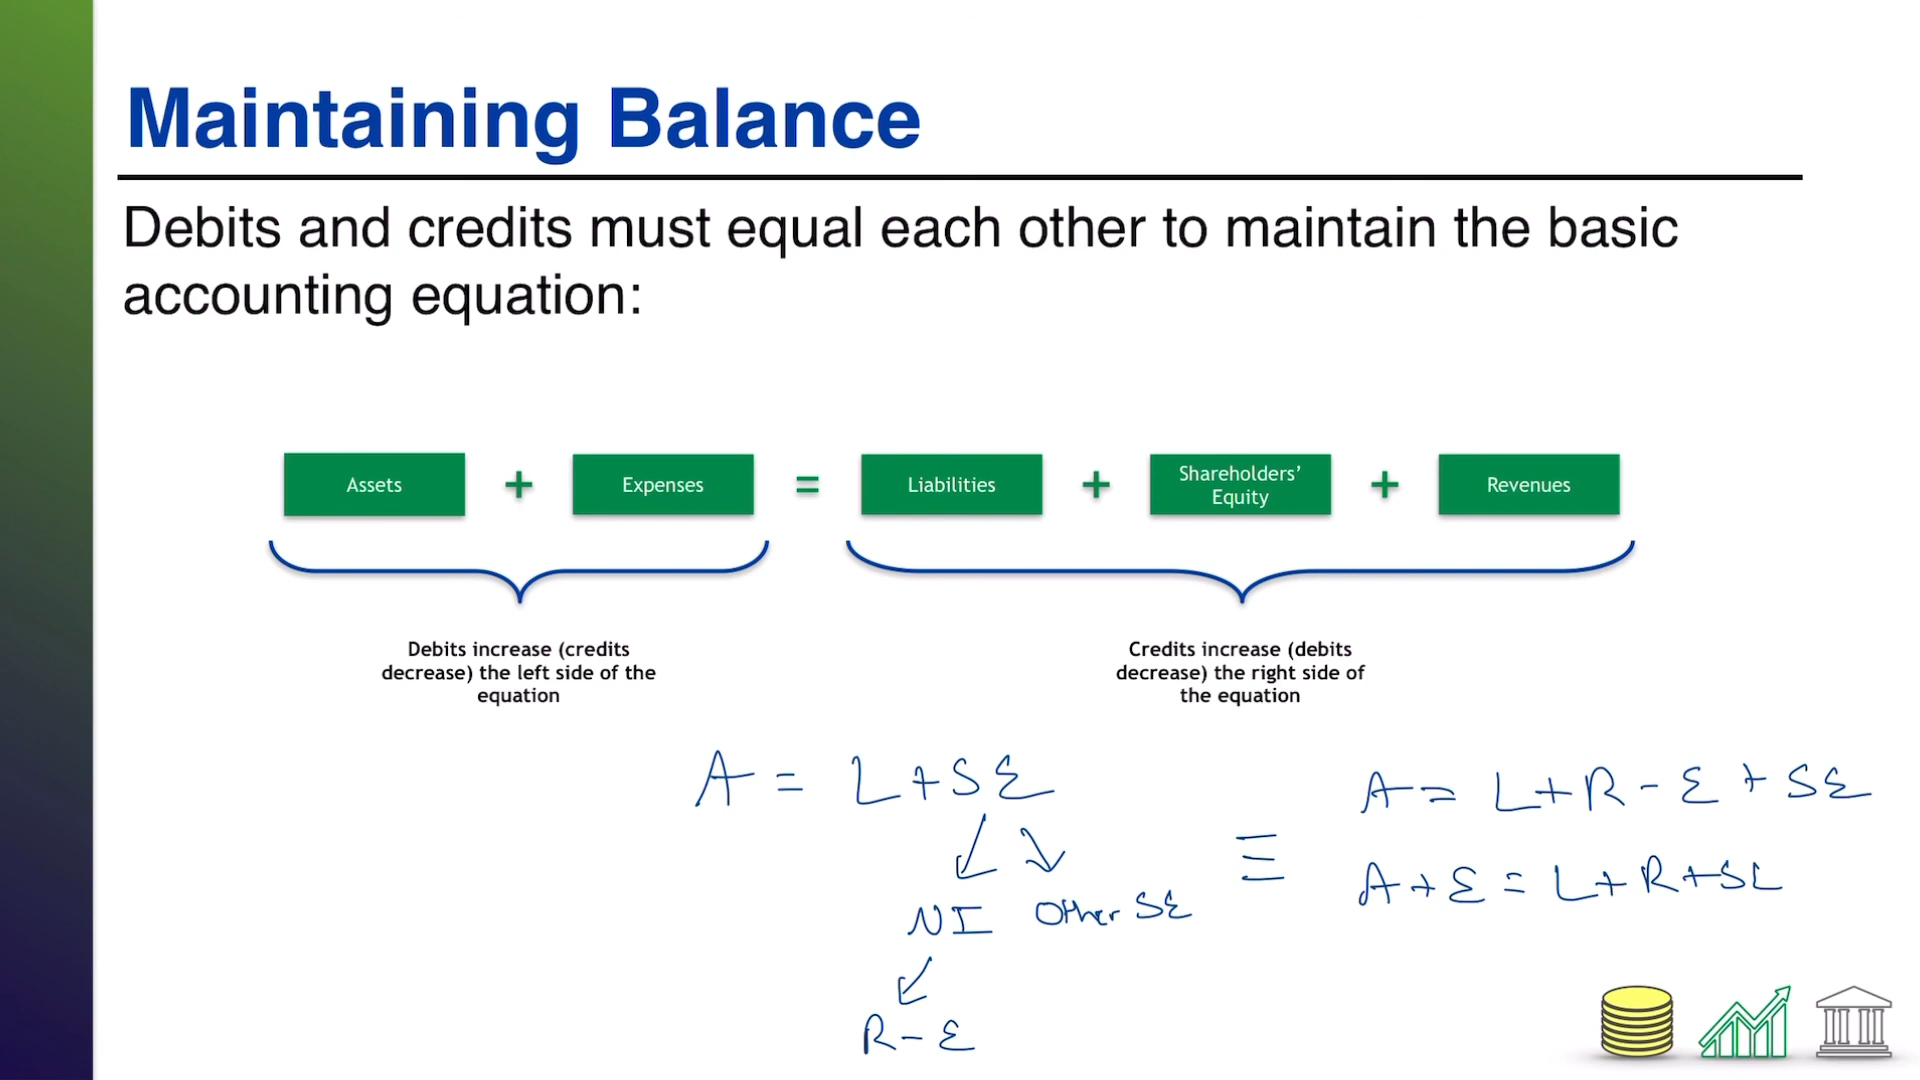 Maintaining Balance
Debits and credits must equal each other to maintain the basic
accounting equation:
Assets + Expenses = Liabilities + Shareholders’ Equity + Revenues
Debits increase (credits
decrease) the left side of the
equation
Credits increase (debits
decrease) the right side of
the equation
A = L+SE
NI Other SE
R-E
≡
A= L+R-E+SE
A+E=L+R+SE